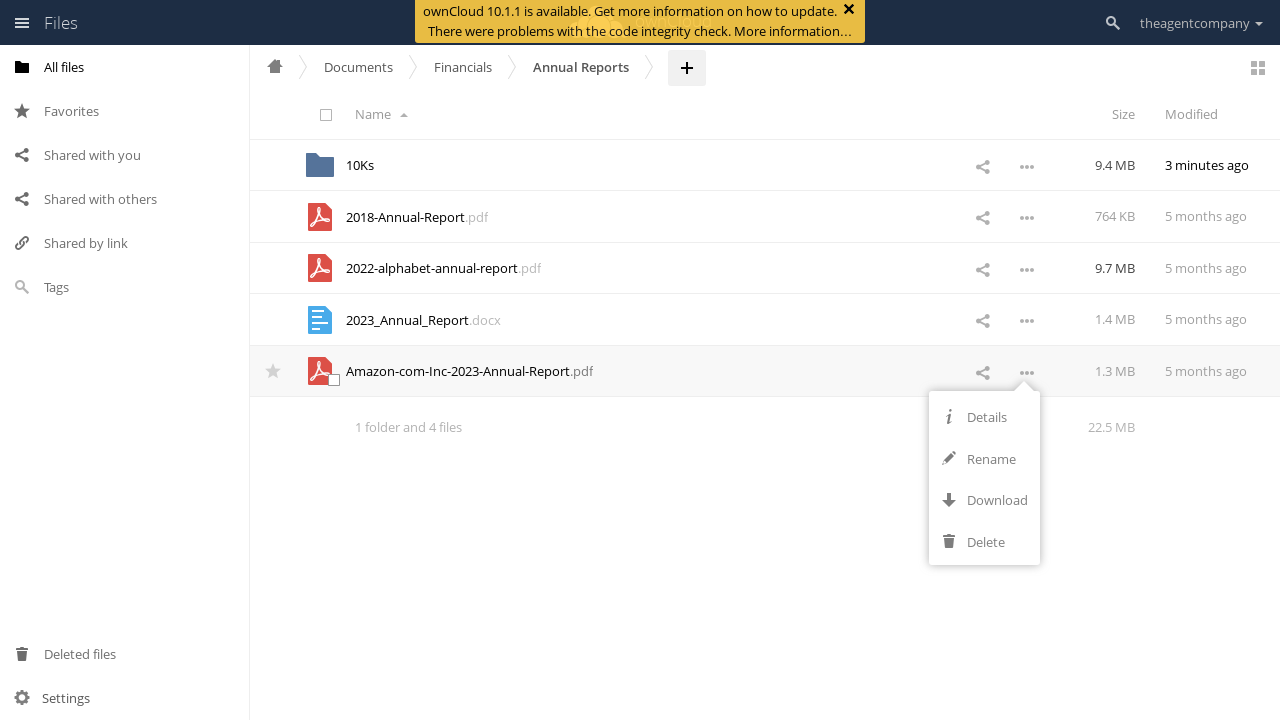 Files
ownCloud 10.1.1 is available. Get more information on how to update.
There were problems with the code integrity check. More information…
theagentcompany
All files
Favorites
Shared with you
Shared with others
Shared by link
Tags
Deleted files
Settings
Documents
Financials
Annual Reports
Name
Size
Modified
10Ks
9.4 MB
3 minutes ago
2018-Annual-Report.pdf
764 KB
5 months ago
2022-alphabet-annual-report.pdf
9.7 MB
5 months ago
2023_Annual_Report.docx
1.4 MB
5 months ago
Amazon-com-Inc-2023-Annual-Report.pdf
1.3 MB
5 months ago
1 folder and 4 files
22.5 MB
Details
Rename
Download
Delete